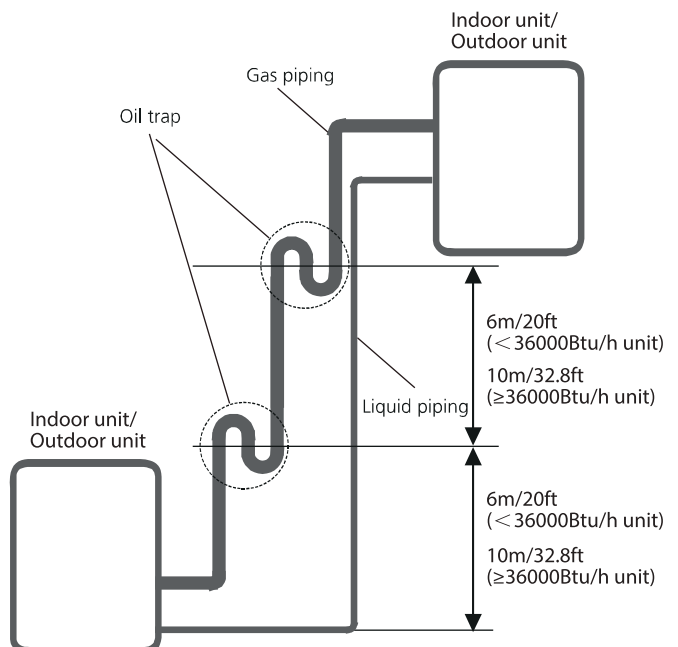 Indoor unit/
Outdoor unit
Gas piping
Oil trap
6m/20ft
(<36000Btu/h unit)
10m/32.8ft
(≥36000Btu/h unit)
Liquid piping
Indoor unit/
Outdoor unit
6m/20ft
(<36000Btu/h unit)
10m/32.8ft
(≥36000Btu/h unit)